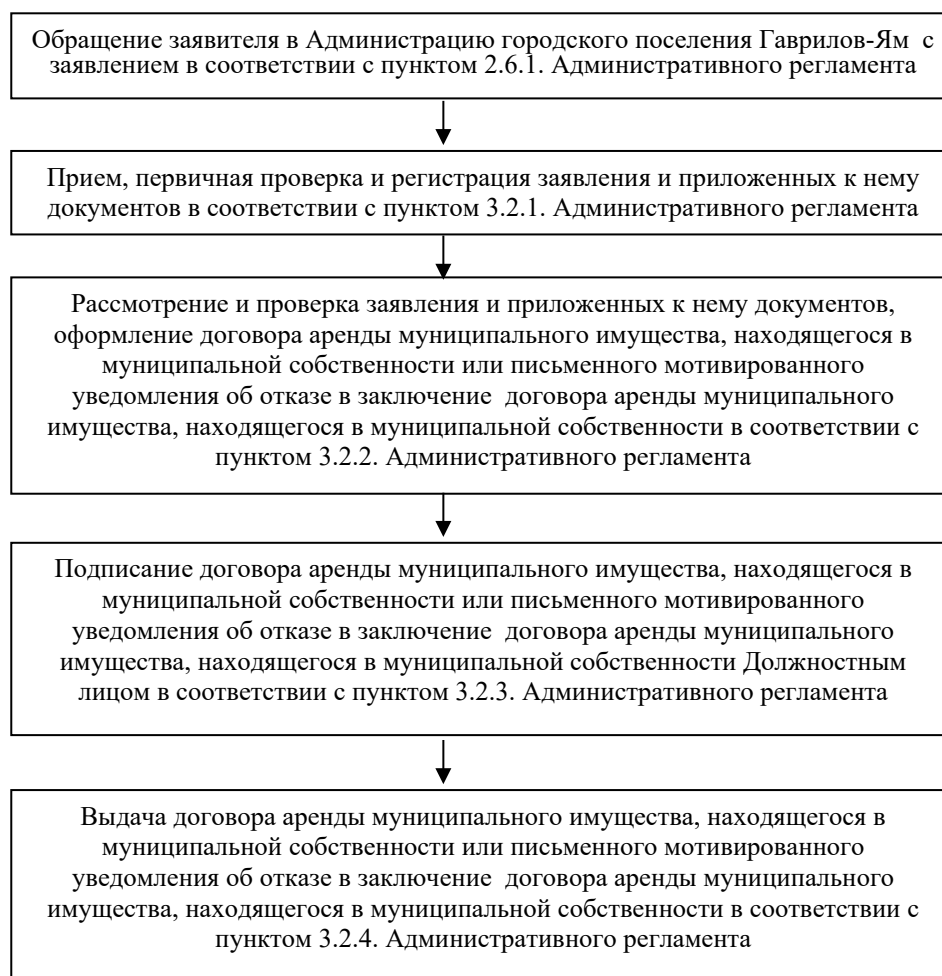 Обращение заявителя в Администрацию городского поселения Гаврилов-Ям  с
заявлением в соответствии с пунктом 2.6.1. Административного регламента
Прием, первичная проверка и регистрация заявления и приложенных к нему
документов в соответствии с пунктом 3.2.1. Административного регламента
Рассмотрение и проверка заявления и приложенных к нему документов,
оформление договора аренды муниципального имущества, находящегося в
муниципальной собственности или письменного мотивированного
уведомления об отказе в заключение  договора аренды муниципального
имущества, находящегося в муниципальной собственности в соответствии с
пунктом 3.2.2. Административного регламента
Подписание договора аренды муниципального имущества, находящегося в
муниципальной собственности или письменного мотивированного
уведомления об отказе в заключение  договора аренды муниципального
имущества, находящегося в муниципальной собственности Должностным
лицом в соответствии с пунктом 3.2.3. Административного регламента
Выдача договора аренды муниципального имущества, находящегося в
муниципальной собственности или письменного мотивированного
уведомления об отказе в заключение  договора аренды муниципального
имущества, находящегося в муниципальной собственности в соответствии с
пунктом 3.2.4. Административного регламента